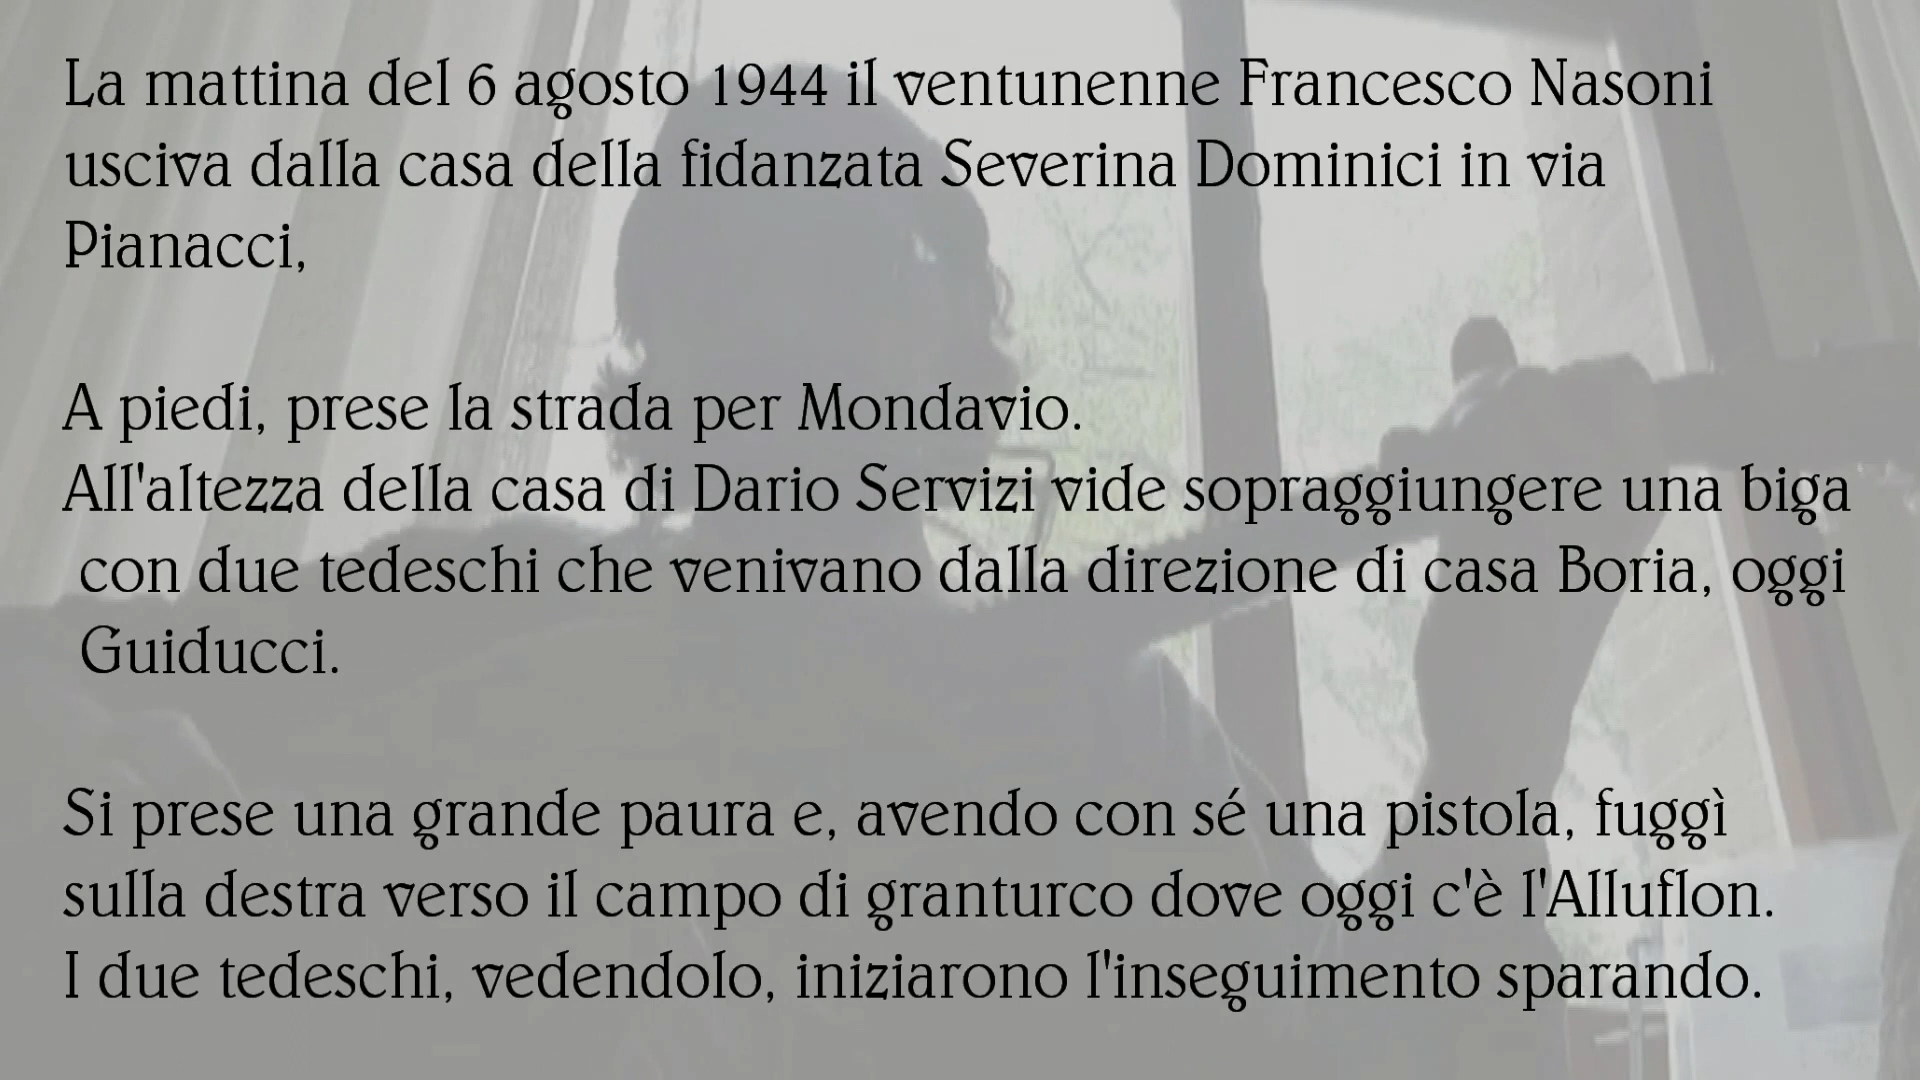 La mattina del 6 agosto 1944 il ventunenne Francesco Nasoni
usciva dalla casa della fidanzata Severina Dominici in via
Pianacci,
A piedi, prese la strada per Mondavio.
All'altezza della casa di Dario Servizi vide sopraggiungere una biga
con due tedeschi che venivano dalla direzione di casa Boria, oggi
Guiducci.
Si prese una grande paura e, avendo con sé una pistola, fuggì
sulla destra verso il campo di granturco dove oggi c'è l'Alluflon.
I due tedeschi, vedendolo, iniziarono l'inseguimento sparando.